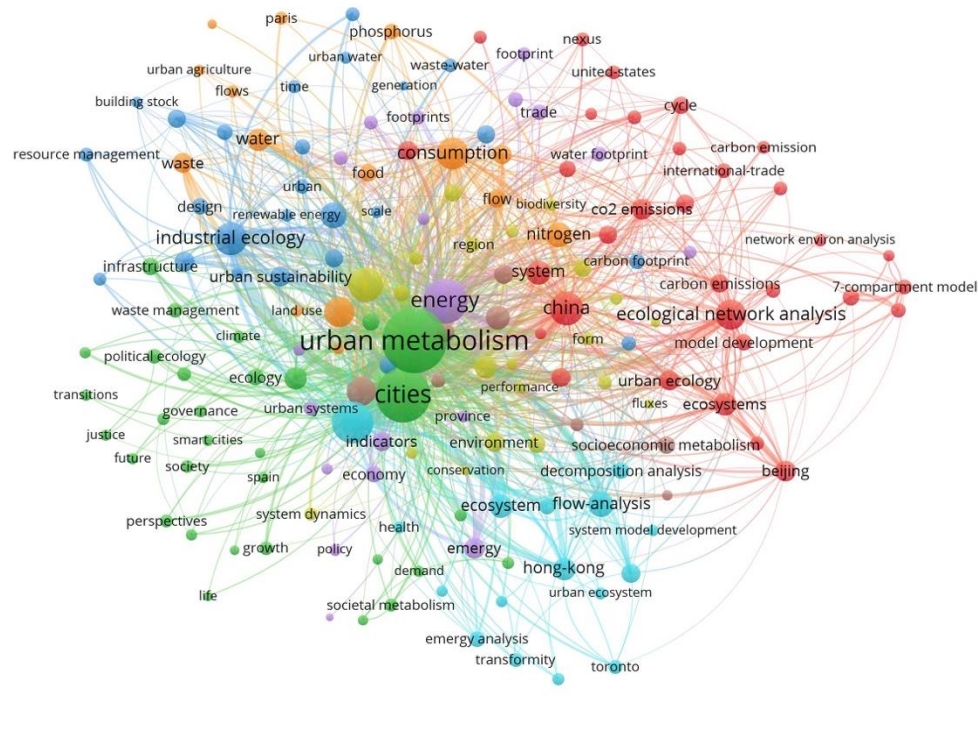 paris
phosphorus
nexus
urban water
footprint
waste-water
urban agriculture
united-states
flows
time
generation
building stock
trade
cycle
footprints
water
resource management
waste
consumption
water footprint
carbon emission
international-trade
food
urban
design
renewable energy
scale
flow
biodiversity
co2 emissions
industrial ecology
region
nitrogen
network environ analysis
infrastructure
urban sustainability
system
carbon footprint
carbon emissions
7-compartment model
waste management
land use
energy
china
ecological network analysis
climate
urban metabolism
form
model development
political ecology
ecology
performance
urban ecology
transitions
cities
fluxes
ecosystems
governance
urban systems
province
justice
smart cities
indicators
environment
socioeconomic metabolism
future
society
spain
economy
conservation
decomposition analysis
beijing
perspectives
system dynamics
health
ecosystem
flow-analysis
system model development
growth
policy
emergy
demand
hong-kong
life
societal metabolism
urban ecosystem
emergy analysis
transformity
toronto